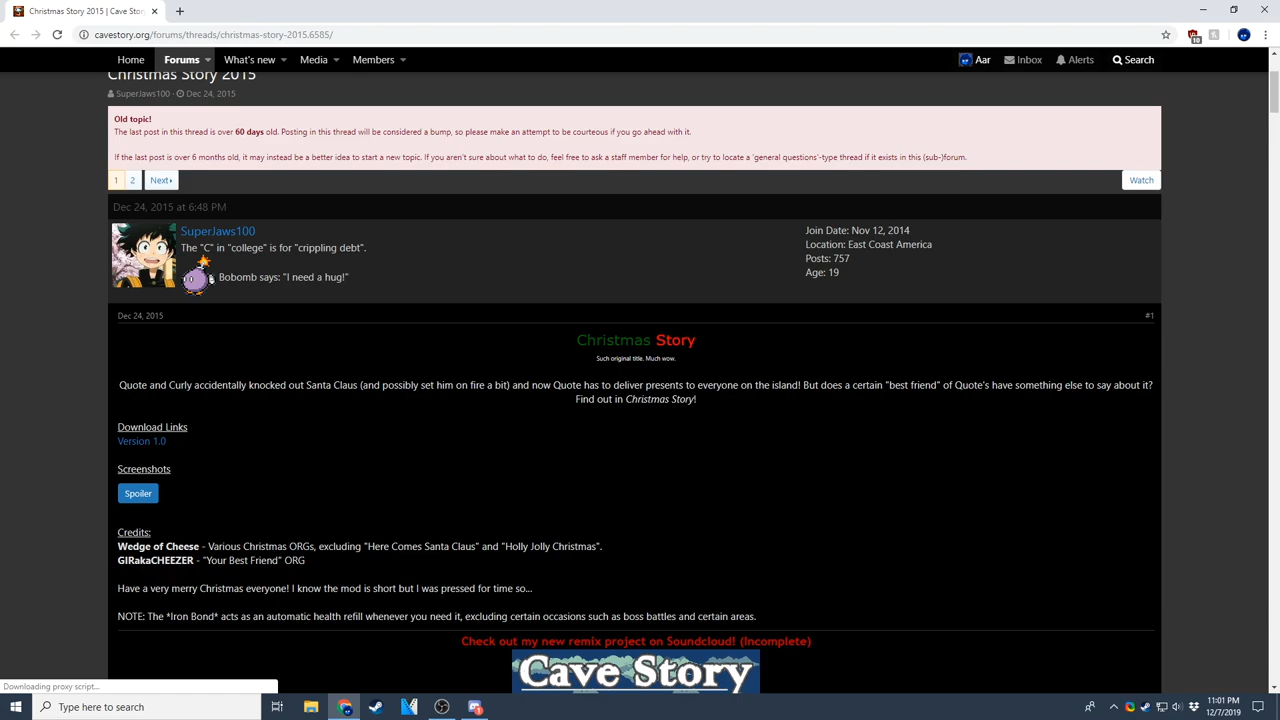 Christmas Story 2015 | Cave Stor
cavestory.org/forums/threads/christmas-story-2015.6585/
10
Home Forums What's new Media Members Aar Inbox Alerts Search
Christmas Story 2015
SuperJaws100 · Dec 24, 2015
Old topic!
The last post in this thread is over 60 days old. Posting in this thread will be considered a bump, so please make an attempt to be courteous if you go ahead with it.
If the last post is over 6 months old, it may instead be a better idea to start a new topic. If you aren't sure about what to do, feel free to ask a staff member for help, or try to locate a 'general questions'-type thread if it exists in this (sub-)forum.
1 2 Next Watch
Dec 24, 2015 at 6:48 PM
SuperJaws100
The "C" in "college" is for "crippling debt".
Bobomb says: "I need a hug!"
Join Date: Nov 12, 2014
Location: East Coast America
Posts: 757
Age: 19
Dec 24, 2015 #1
Christmas Story
Such original title. Much wow.
Quote and Curly accidentally knocked out Santa Claus (and possibly set him on fire a bit) and now Quote has to deliver presents to everyone on the island! But does a certain "best friend" of Quote's have something else to say about it?
Find out in Christmas Story!
Download Links
Version 1.0
Screenshots
Spoiler
Credits:
Wedge of Cheese - Various Christmas ORGs, excluding "Here Comes Santa Claus" and "Holly Jolly Christmas".
GIRakaCHEEZER - "Your Best Friend" ORG
Have a very merry Christmas everyone! I know the mod is short but I was pressed for time so...
NOTE: The *Iron Bond* acts as an automatic health refill whenever you need it, excluding certain occasions such as boss battles and certain areas.
Check out my new remix project on Soundcloud! (Incomplete)
Cave Story
Downloading proxy script...
Type here to search
11:01 PM
12/7/2019